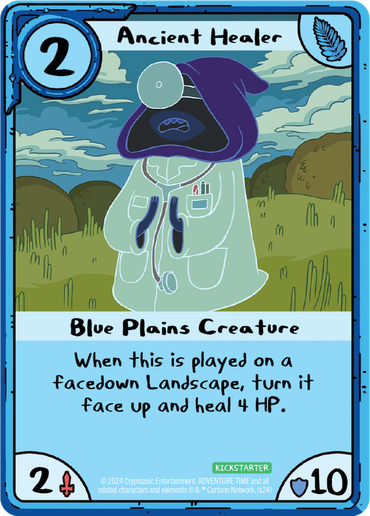 2
Ancient Healer
Blue Plains Creature
When this is played on a
facedown Landscape, turn it
face up and heal 4 HP.
KICKSTARTER
2
© 2024 Cryptozoic Entertainment. ADVENTURE TIME and all
related characters and elements © & ™ Cartoon Network. (s24)
10